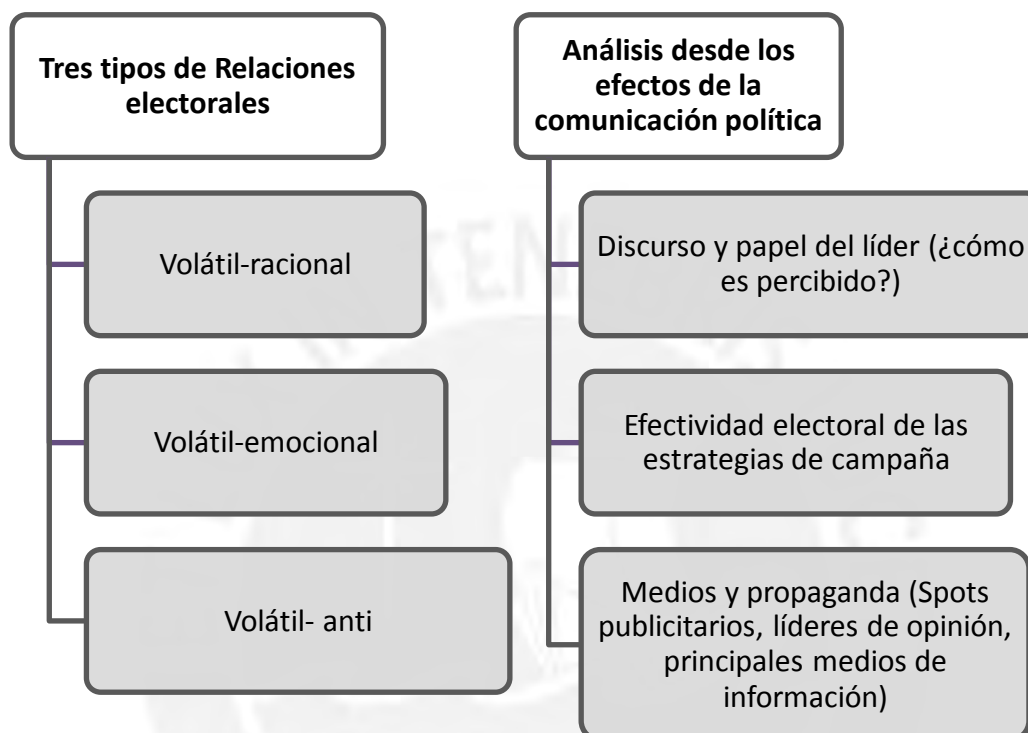 Tres tipos de Relaciones
electorales
Volátil-racional
Volátil-emocional
Volátil- anti
Análisis desde los
efectos de la
comunicación política
Discurso y papel del líder (¿cómo
es percibido?)
Efectividad electoral de las
estrategias de campaña
Medios y propaganda (Spots
publicitarios, líderes de opinión,
principales medios de
información)